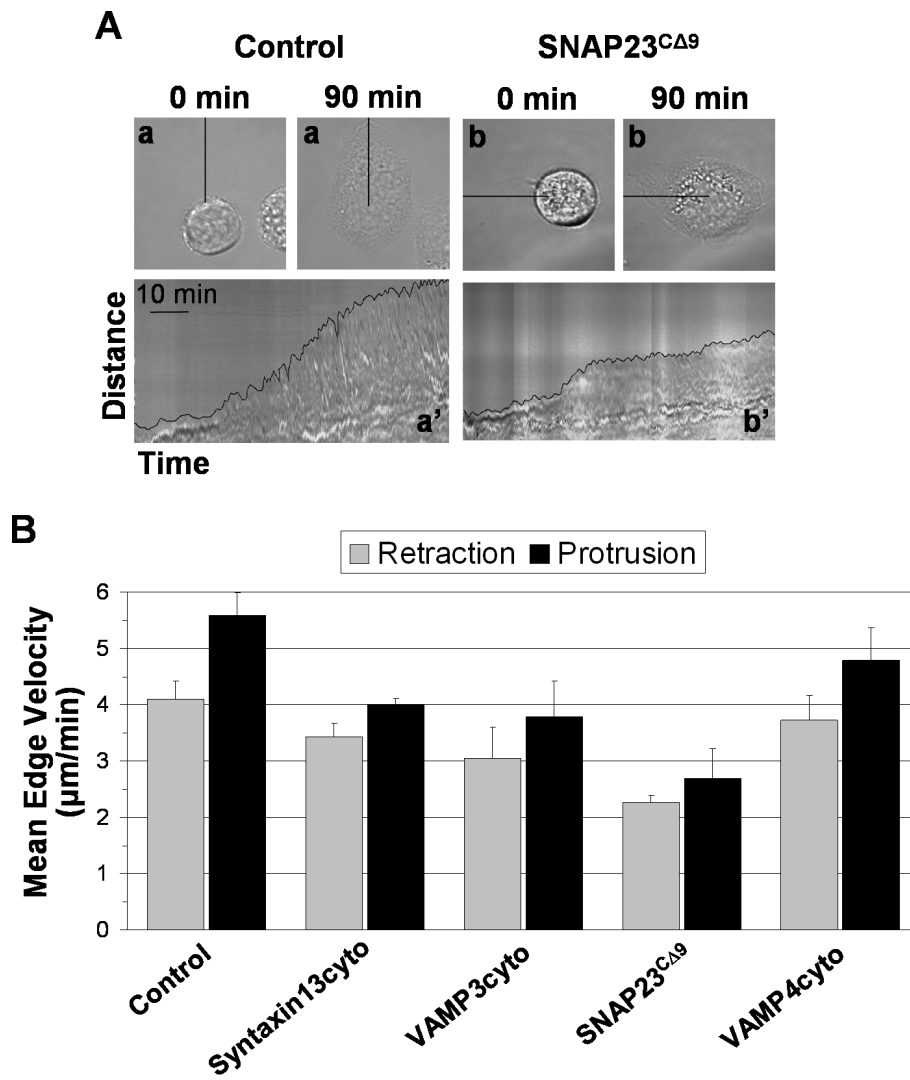 A
Control SNAP23CΔ9
0 min 90 min 0 min 90 min
a a b b
Distance
10 min
a’ b’
Time
B
Retraction Protrusion
Mean Edge Velocity
(µm/min)
6
5
4
3
2
1
0
Control
Syntaxin13cyto
VAMP3cyto
SNAP23CΔ9
VAMP4cyto